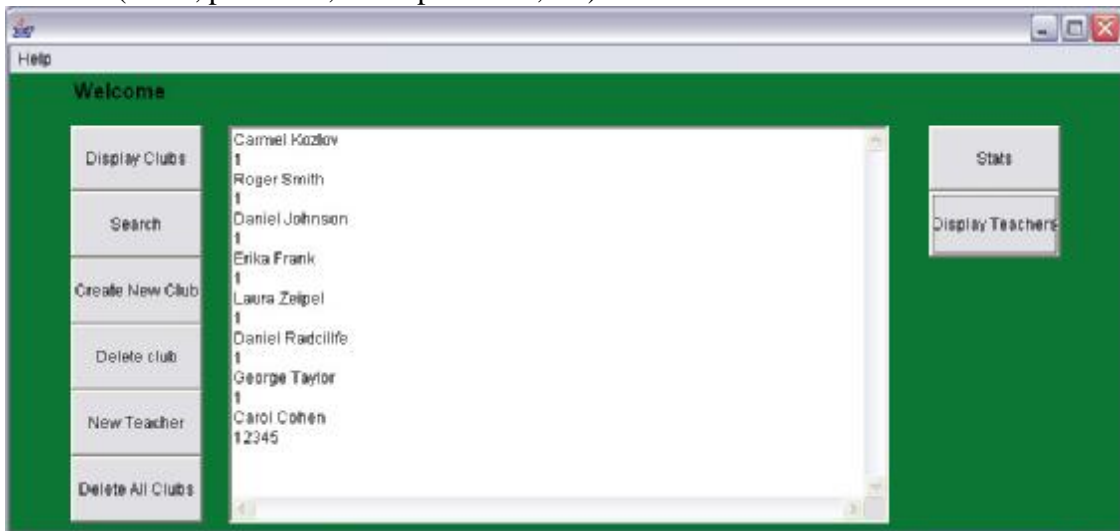 Help
Welcome
Display Clubs
Search
Create New Club
Delete club
New Teacher
Delete All Clubs
Carmel Kozlov
1
Roger Smith
1
Daniel Johnson
1
Erika Frank
1
Laura Zeipel
1
Daniel
1
George Taylor
1
Carol Cohen
12345
Stats
Display Teachers